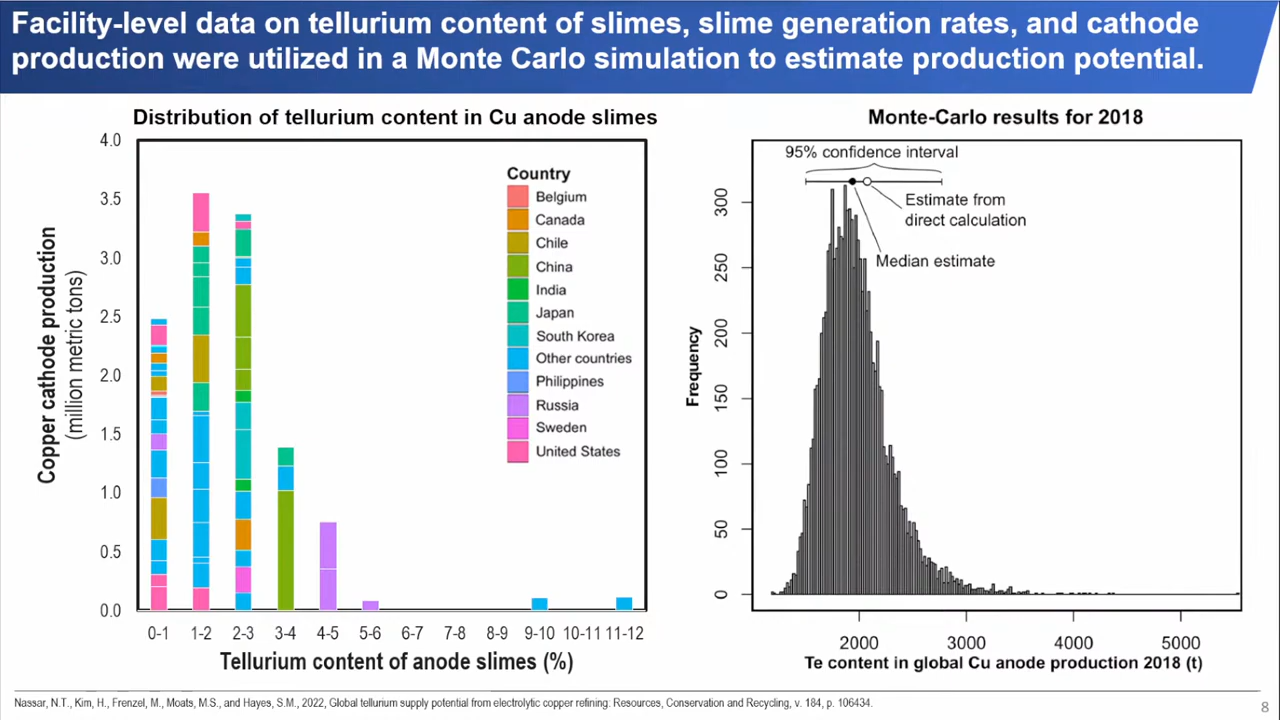 Facility-level data on tellurium content of slimes, slime generation rates, and cathode
production were utilized in a Monte Carlo simulation to estimate production potential.
Distribution of tellurium content in Cu anode slimes
Copper cathode production
(million metric tons)
4.0
3.5
3.0
2.5
2.0
1.5
1.0
0.5
0.0
Country
Belgium
Canada
Chile
China
India
Japan
South Korea
Other countries
Philippines
Russia
Sweden
United States
0-1 1-2 2-3 3-4 4-5 5-6 6-7 7-8 8-9 9-10 10-11 11-12
Tellurium content of anode slimes (%)
Monte-Carlo results for 2018
95% confidence interval
Estimate from
direct calculation
Median estimate
Frequency
300
250
200
150
100
50
0
2000 3000 4000 5000
Te content in global Cu anode production 2018 (t)
Nassar, N.T., Kim, H., Frenzel, M., Moats, M.S., and Hayes, S.M., 2022, Global tellurium supply potential from electrolytic copper refining: Resources, Conservation and Recycling, v. 184, p. 106434.
8